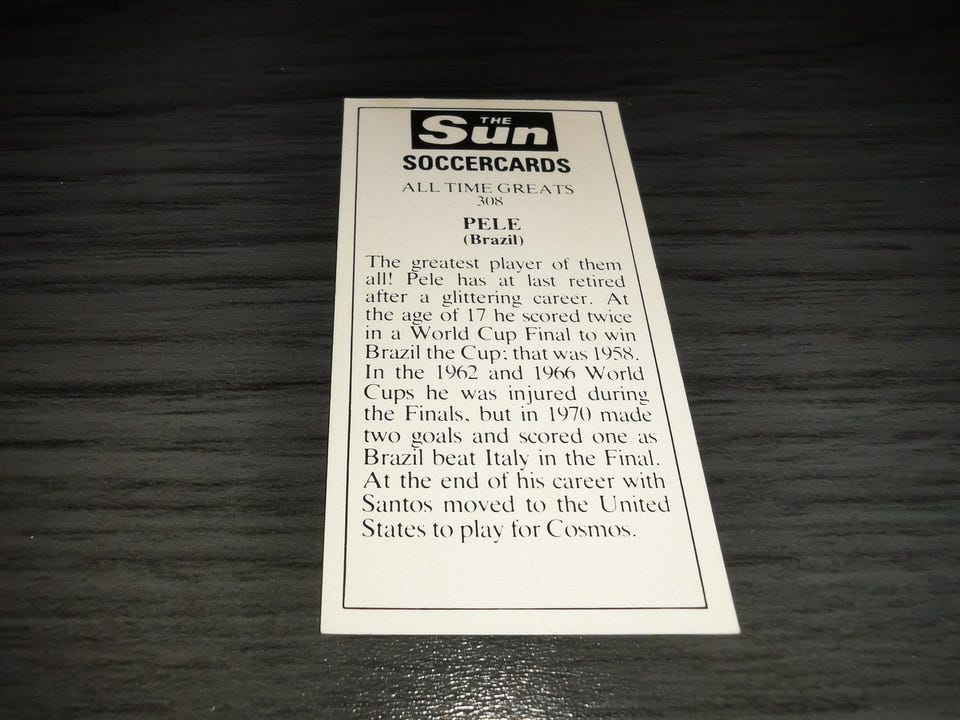 THE
Sun
SOCCERCARDS
ALL TIME GREATS
308
PELE
(Brazil)
The greatest player of them
all! Pele has at last retired
after a glittering career. At
the age of 17 he scored twice
in a World Cup Final to win
Brazil the Cup; that was 1958.
In the 1962 and 1966 World
Cups he was injured during
the Finals, but in 1970 made
two goals and scored one as
Brazil beat Italy in the Final.
At the end of his career with
Santos moved to the United
States to play for Cosmos.